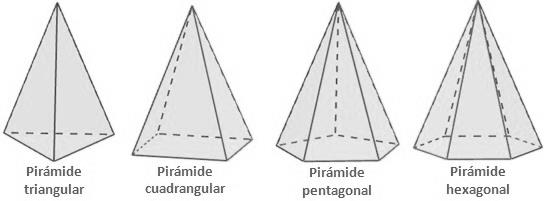 Pirámide
triangular
Pirámide
cuadrangular
Pirámide
pentagonal
Pirámide
hexagonal